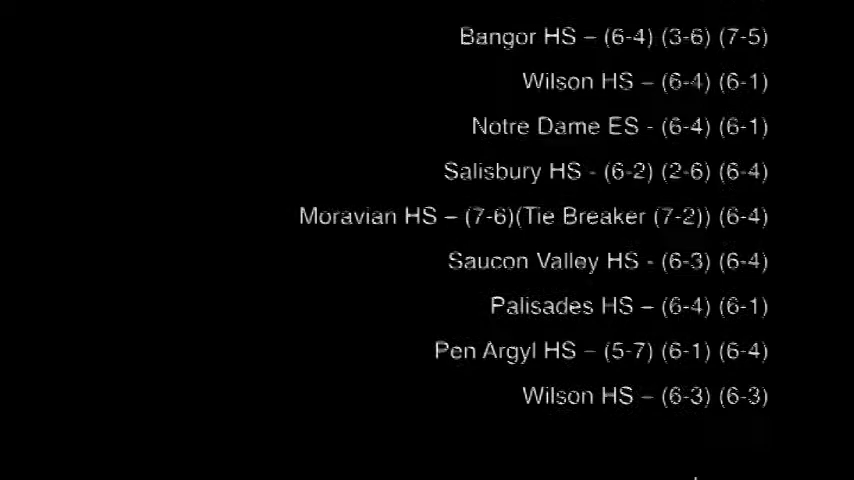 Bangor HS – (6-4) (3-6) (7-5)
Wilson HS – (6-4) (6-1)
Notre Dame ES - (6-4) (6-1)
Salisbury HS - (6-2) (2-6) (6-4)
Moravian HS – (7-6)(Tie Breaker (7-2)) (6-4)
Saucon Valley HS - (6-3) (6-4)
Palisades HS – (6-4) (6-1)
Pen Argyl HS – (5-7) (6-1) (6-4)
Wilson HS – (6-3) (6-3)